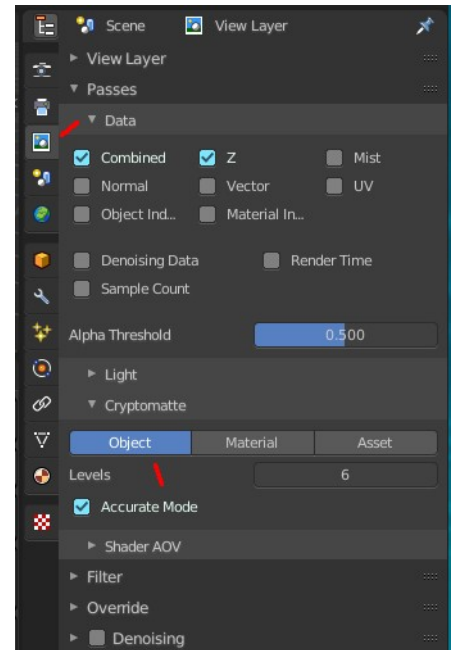 Scene View Layer
View Layer
Passes
Data
Combined Z Mist
Normal Vector UV
Object Ind... Material In...
Denoising Data Render Time
Sample Count
Alpha Threshold 0.500
Light
Cryptomatte
Object Material Asset
Levels 6
Accurate Mode
Shader AOV
Filter
Override
Denoising